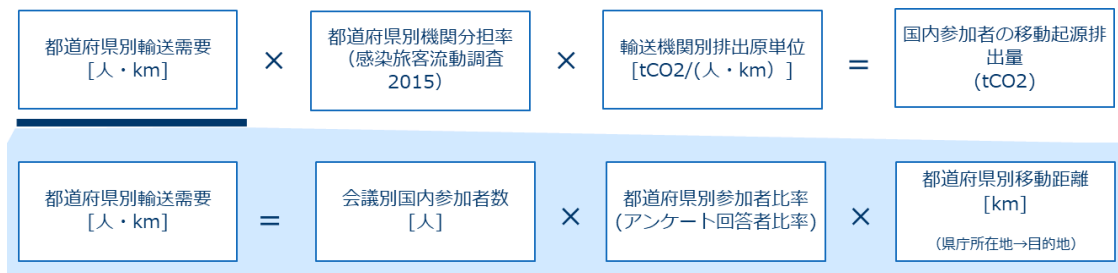 都道府県別輸送需要
[人・km]
×
都道府県別機関分担率
(感染旅客流動調査
2015)
×
輸送機関別排出原単位
[tCO2/(人・km) ]
=
国内参加者の移動起源排
出量
(tCO2)
都道府県別輸送需要
[人・km]
=
会議別国内参加者数
[人]
×
都道府県別参加者比率
(アンケート回答者比率)
×
都道府県別移動距離
[km]
(県庁所在地→目的地)